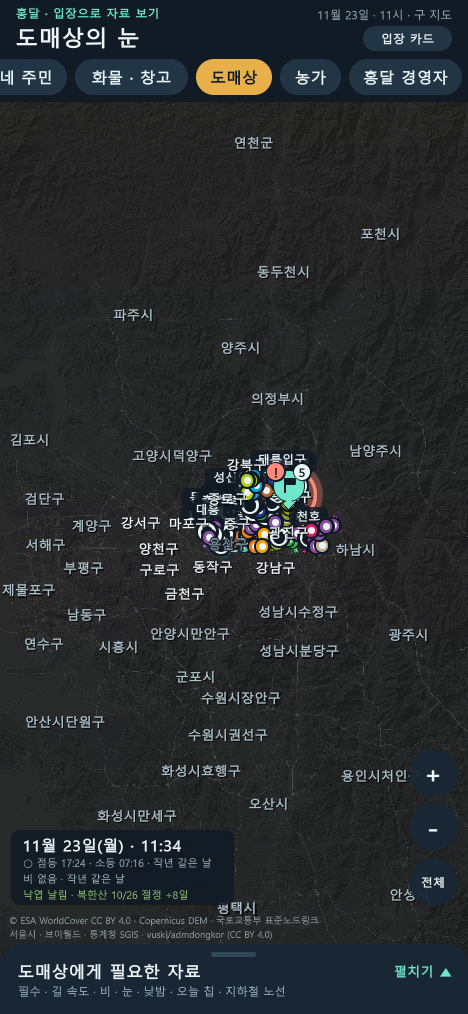 홍달 · 입장으로 자료 보기
11월 23일 · 11시 · 구 지도
도매상의 눈
입장 카드
네 주민
화물 · 창고
도매상
농가
홍달 경영자
연천군
포천시
동두천시
파주시
양주시
의정부시
김포시
고양시덕양구
강북
태릉입구
남양주시
!
5
성신
검단구
계양구
강서구
마포구
대흥
종로구
중구
천호
서해구
양천구
용산구
광진구
하남시
부평구
구로구
동작구
강남구
제물포구
금천구
남동구
성남시수정구
연수구
시흥시
안양시만안구
광주시
성남시분당구
군포시
수원시장안구
안산시단원구
수원시권선구
화성시효행구
용인시처인
+
오산시
화성시만세구
-
11월 23일(월) · 11:34
○ 점등 17:24 · 소등 07:16 · 작년 같은 날
비 없음 · 작년 같은 날
낙엽 날림 · 북한산 10/26 절정 +8일
전체
안성
평택시
© ESA WorldCover CC BY 4.0 · Copernicus DEM · 국토교통부 표준노드링크
서울시 · 브이월드 · 통계청 SGIS · vuski/admdongkor (CC BY 4.0)
도매상에게 필요한 자료
펼치기 ▲
필수 · 길 속도 · 비 · 눈 · 낮밤 · 오늘 칩 · 지하철 노선